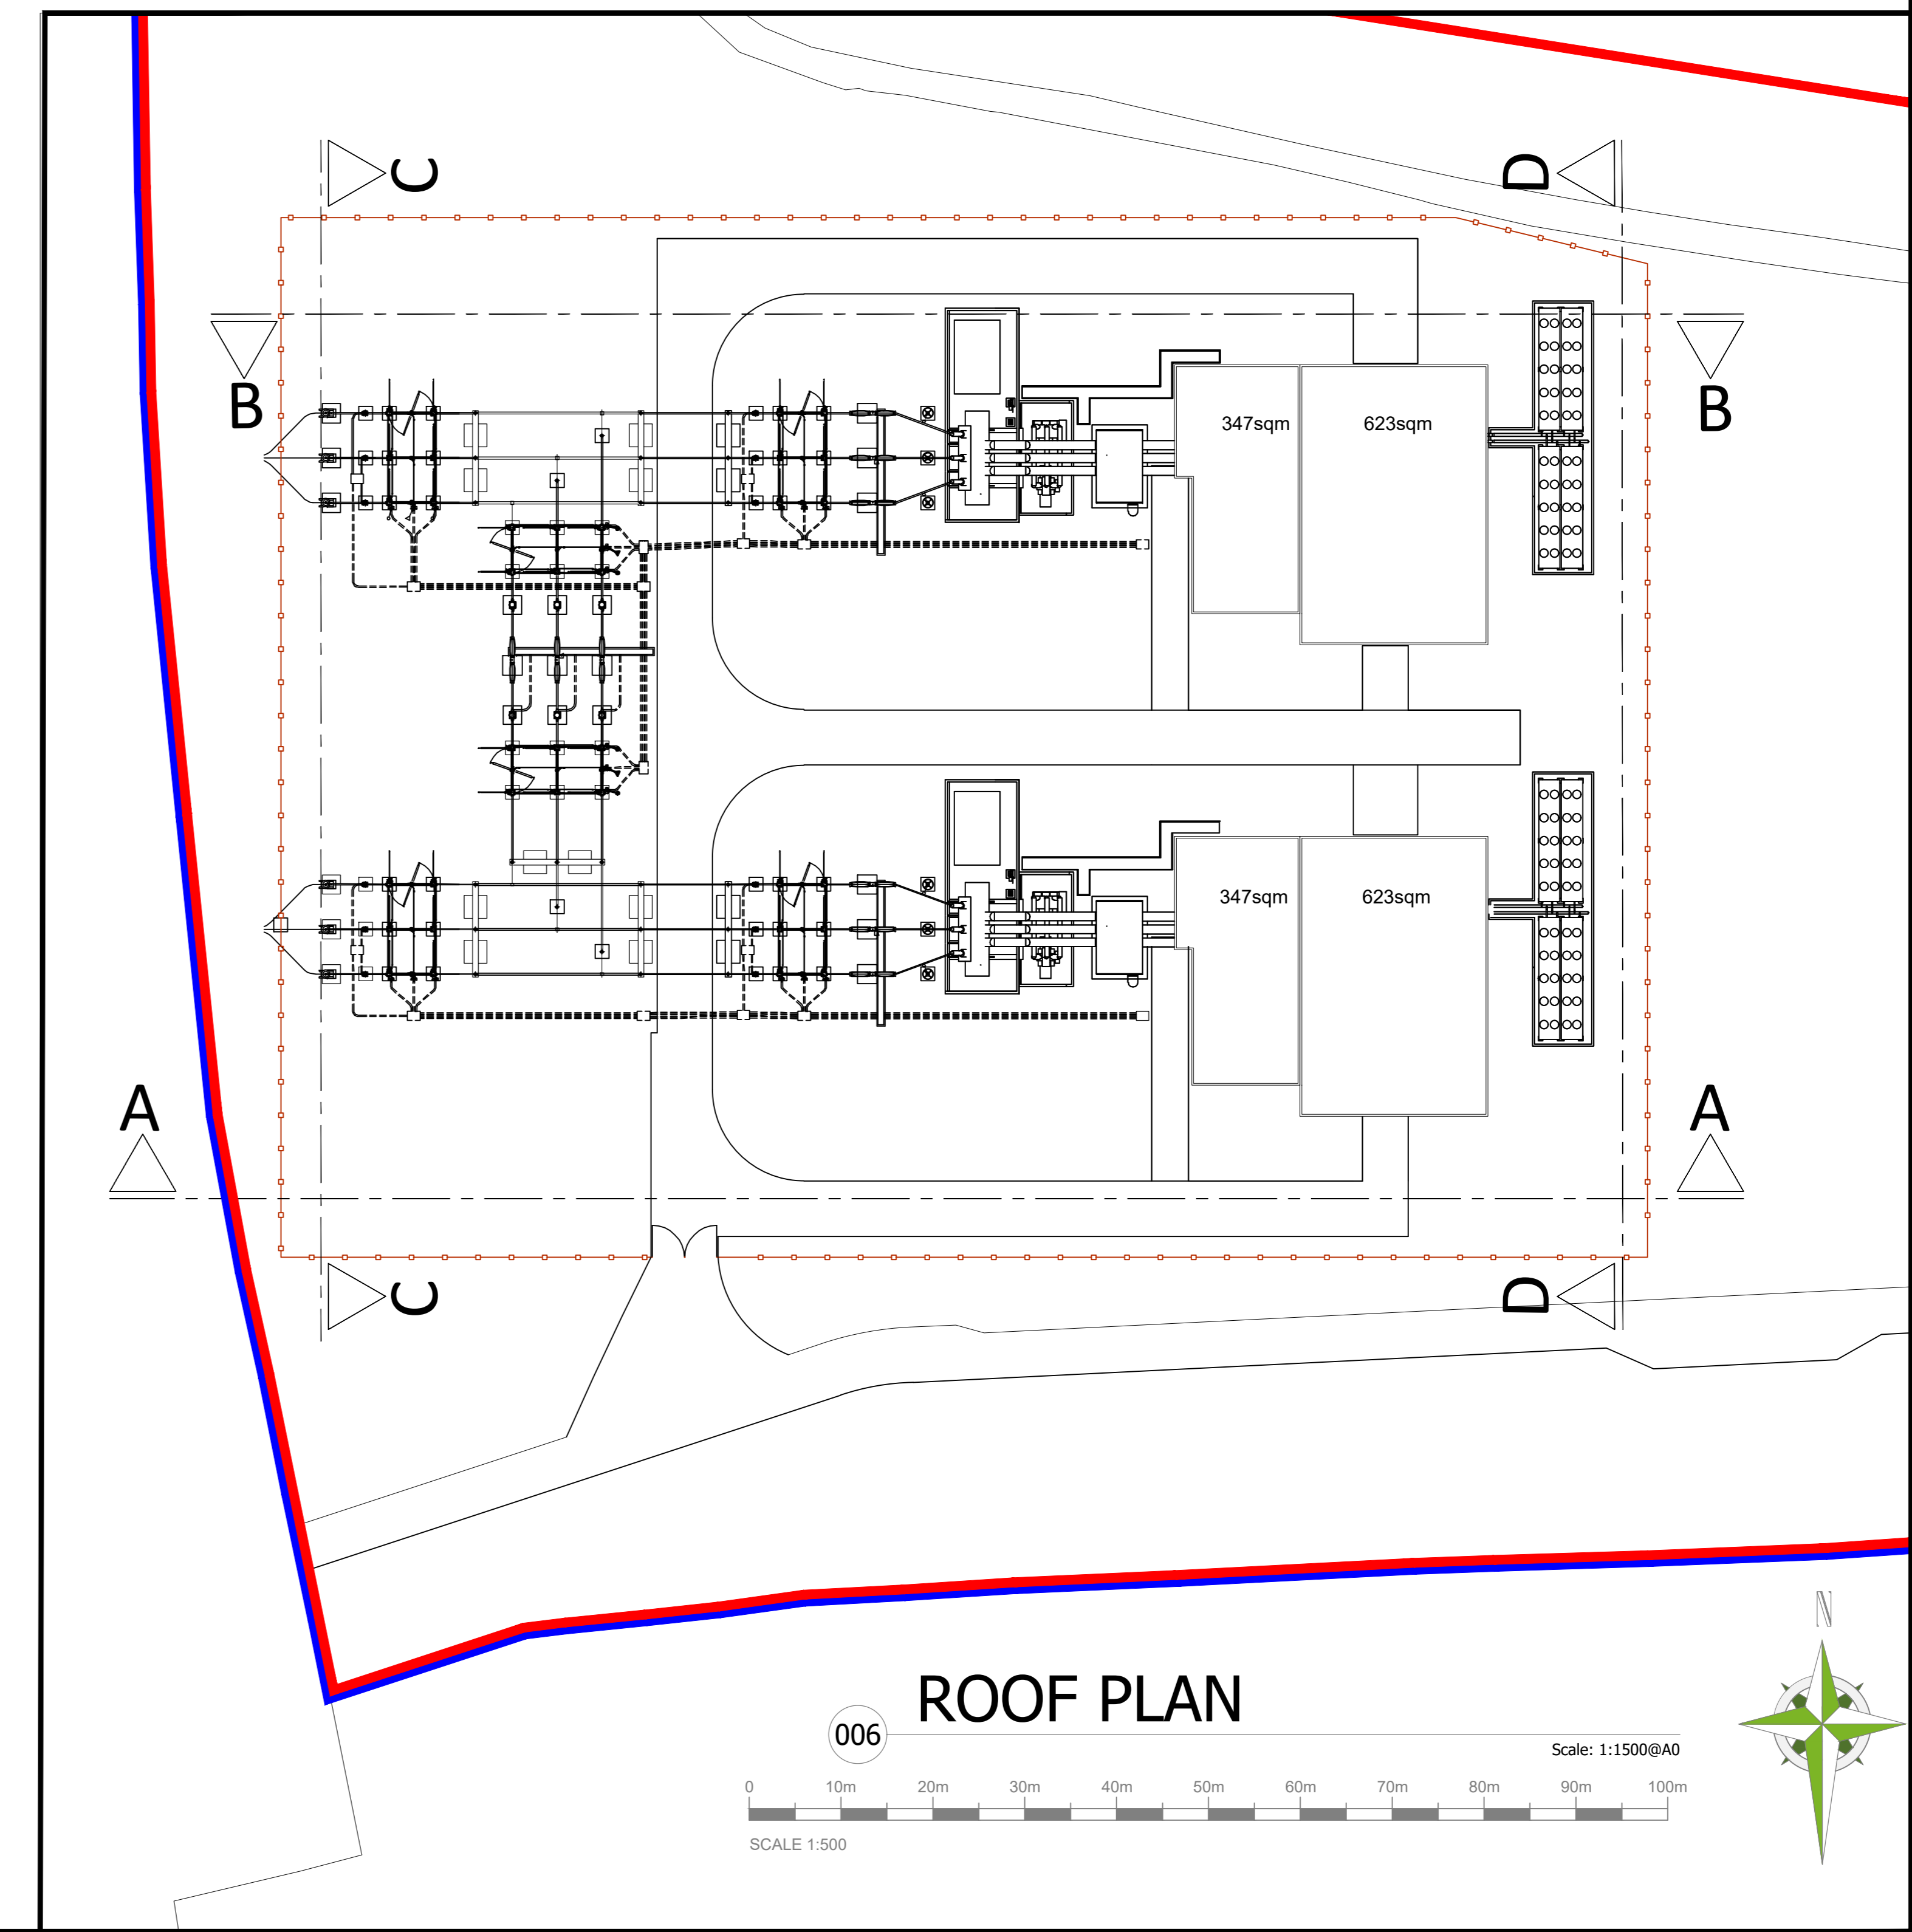 C
D
B
B
347sqm
623sqm
347sqm
623sqm
A
A
C
D
N
ROOF PLAN
006
Scale: 1:1500@A0
0 10m 20m 30m 40m 50m 60m 70m 80m 90m 100m
SCALE 1:500